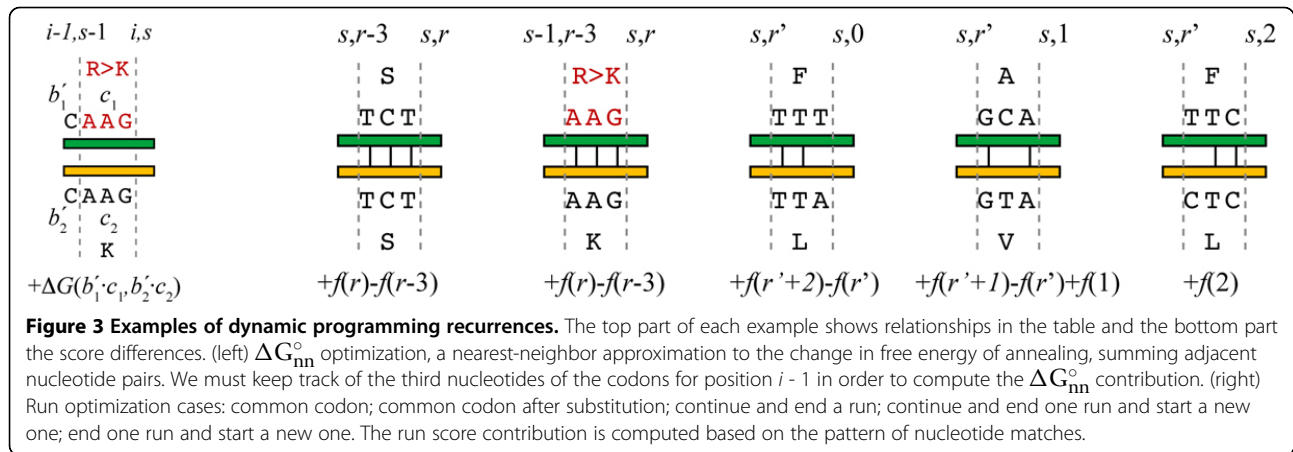 i-1,s-1 i,s s,r-3 s,r s-1,r-3 s,r s,r' s,0 s,r' s,1 s,r' s,2
R>K S R>K F A F
b′₁ c₁
CAAG TCT AAG TTT GCA TTC
CAAG TCT AAG TTA GTA CTC
b′₂ c₂
K S K L V L
+ΔG(b′₁·c₁,b′₂·c₂) +f(r)-f(r-3) +f(r)-f(r-3) +f(r'+2)-f(r') +f(r'+1)-f(r')+f(1) +f(2)
Figure 3 Examples of dynamic programming recurrences. The top part of each example shows relationships in the table and the bottom part
the score differences. (left) ΔG°nn optimization, a nearest-neighbor approximation to the change in free energy of annealing, summing adjacent
nucleotide pairs. We must keep track of the third nucleotides of the codons for position i - 1 in order to compute the ΔG°nn contribution. (right)
Run optimization cases: common codon; common codon after substitution; continue and end a run; continue and end one run and start a new
one; end one run and start a new one. The run score contribution is computed based on the pattern of nucleotide matches.